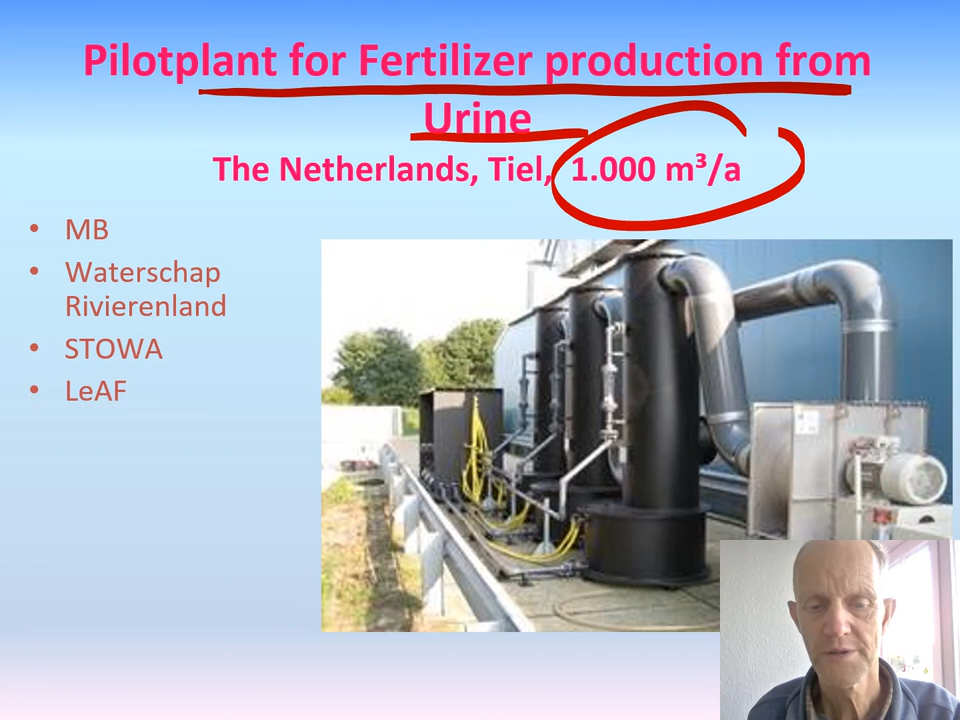 Pilotplant for Fertilizer production from
Urine
The Netherlands, Tiel, 1.000 m³/a
• MB
• Waterschap
Rivierenland
• STOWA
• LeAF